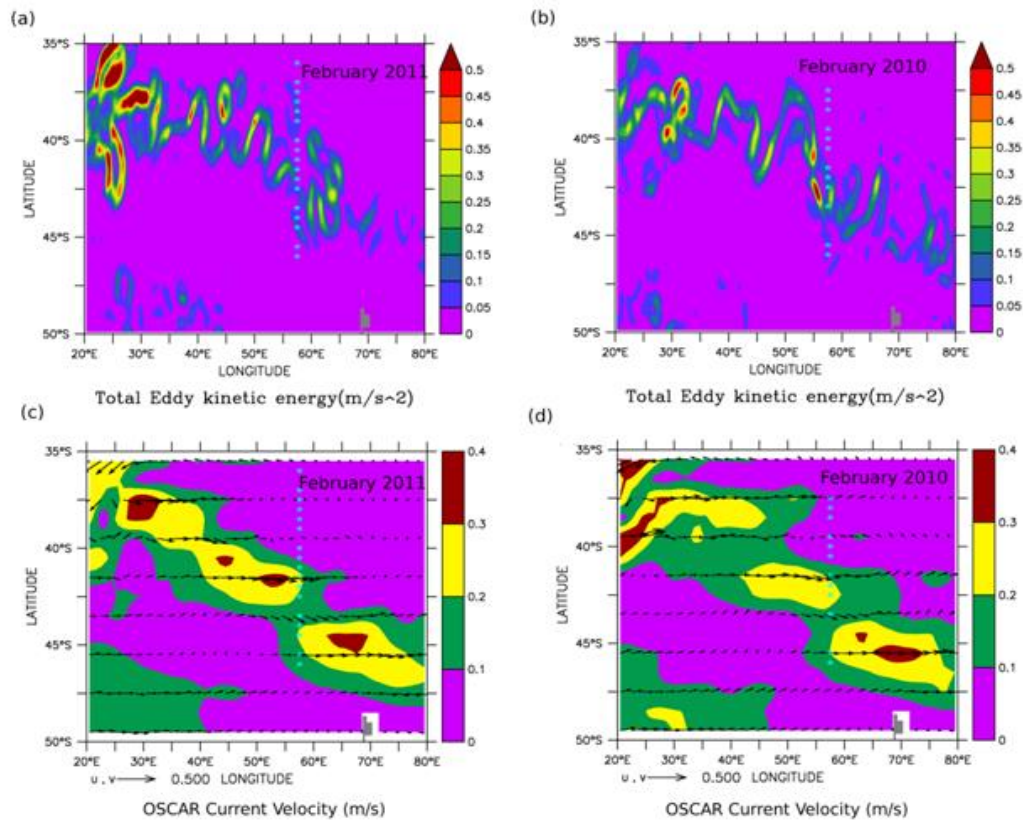 (a)
35°S
40°S
45°S
50°S
LATITUDE
20°E 30°E 40°E 50°E 60°E 70°E 80°E
LONGITUDE
February 2011
0.5
0.45
0.4
0.35
0.3
0.25
0.2
0.15
0.1
0.05
0
Total Eddy kinetic energy(m/s^2)
(b)
35°S
40°S
45°S
50°S
LATITUDE
20°E 30°E 40°E 50°E 60°E 70°E 80°E
LONGITUDE
February 2010
0.5
0.45
0.4
0.35
0.3
0.25
0.2
0.15
0.1
0.05
0
Total Eddy kinetic energy(m/s^2)
(c)
35°S
40°S
45°S
50°S
LATITUDE
February 2011
0.4
0.3
0.2
0.1
0
20°E 30°E 40°E 50°E 60°E 70°E 80°E
u,v 0.500 LONGITUDE
OSCAR Current Velocity (m/s)
(d)
35°S
40°S
45°S
50°S
LATITUDE
February 2010
0.4
0.3
0.2
0.1
0
20°E 30°E 40°E 50°E 60°E 70°E 80°E
u,v 0.500 LONGITUDE
OSCAR Current Velocity (m/s)